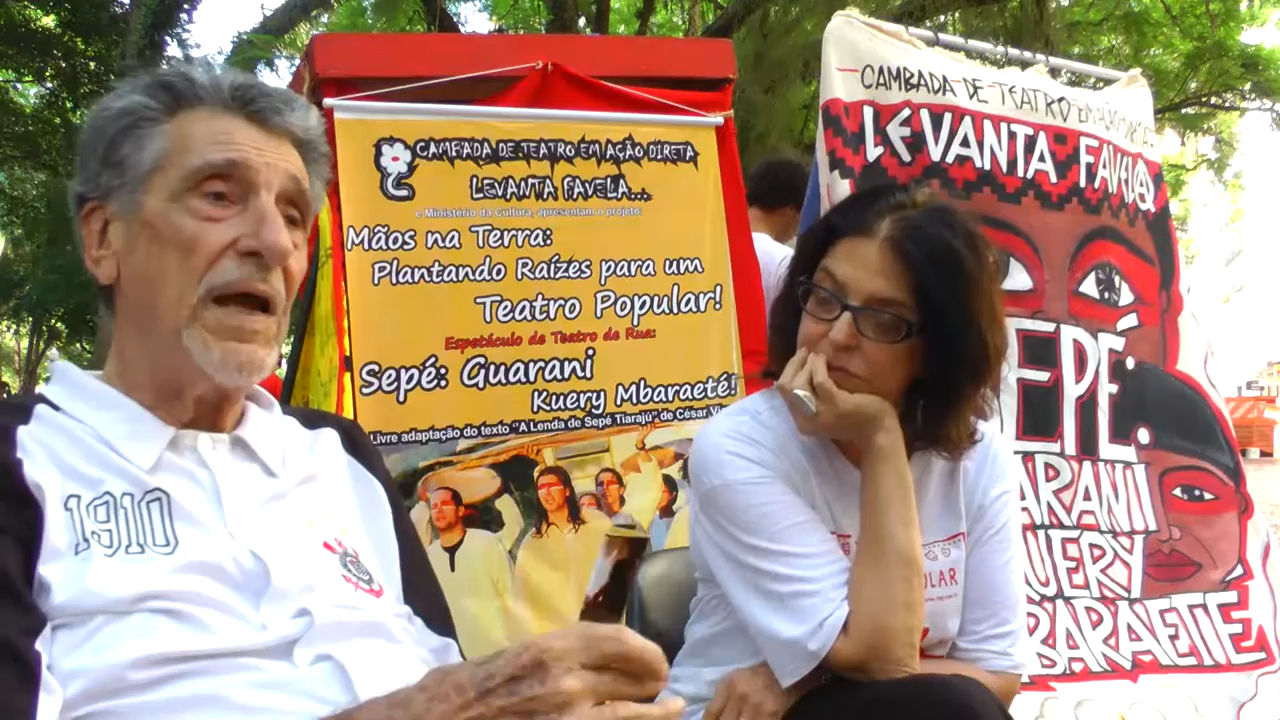 CAMBADA DE TEATRO EM AÇÃO DIRETA
LEVANTA FAVELA...
e Ministério da Cultura, apresentam o projeto:
Mãos na Terra:
Plantando Raízes para um
Teatro Popular!
Espetáculo de Teatro de Rua:
Sepé: Guarani
Kuery Mbaraeté!
Livre adaptação do texto "A Lenda de Sepé Tiarajú" de César
CAMBADA DE TEATRO EM
LEVANTA FAVELA
SEPÉ:
ARANI
UERY
BARAETÉ
1910